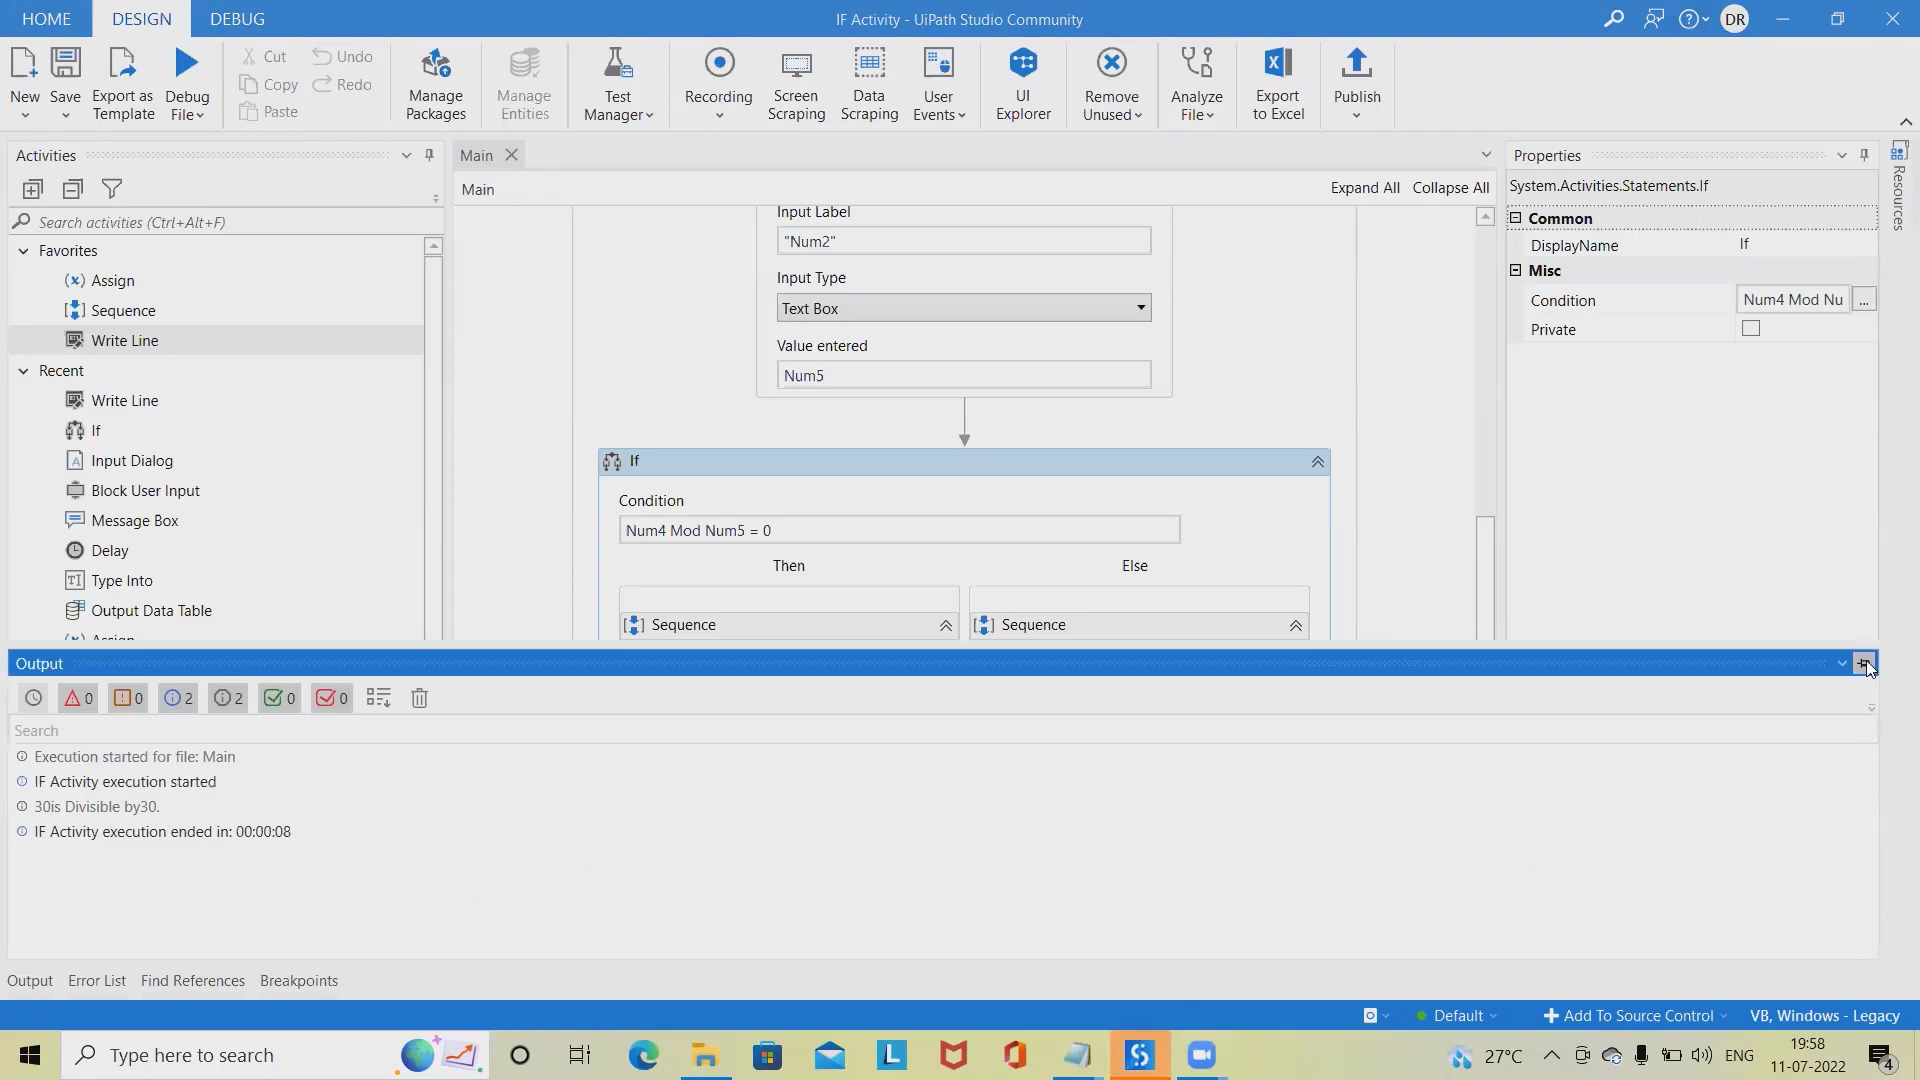 HOME DESIGN DEBUG
IF Activity - UiPath Studio Community
DR
New
Save
Export as
Template
Debug
File
Cut
Copy
Paste
Undo
Redo
Manage
Packages
Manage
Entities
Test
Manager
Recording
Screen
Scraping
Data
Scraping
User
Events
UI
Explorer
Remove
Unused
Analyze
File
Export
to Excel
Publish
Activities
Search activities (Ctrl+Alt+F)
Favorites
Assign
Sequence
Write Line
Recent
Write Line
If
Input Dialog
Block User Input
Message Box
Delay
Type Into
Output Data Table
Assign
Main
Main
Expand All Collapse All
Input Label
"Num2"
Input Type
Text Box
Value entered
Num5
If
Condition
Num4 Mod Num5 = 0
Then Else
Sequence Sequence
Properties
System.Activities.Statements.If
Common
DisplayName If
Misc
Condition Num4 Mod Nu ...
Private
Resources
Output
0 0 2 2 0 0
Search
Execution started for file: Main
IF Activity execution started
30is Divisible by30.
IF Activity execution ended in: 00:00:08
Output Error List Find References Breakpoints
Default Add To Source Control VB, Windows - Legacy
Type here to search
27°C ENG
19:58
11-07-2022
4